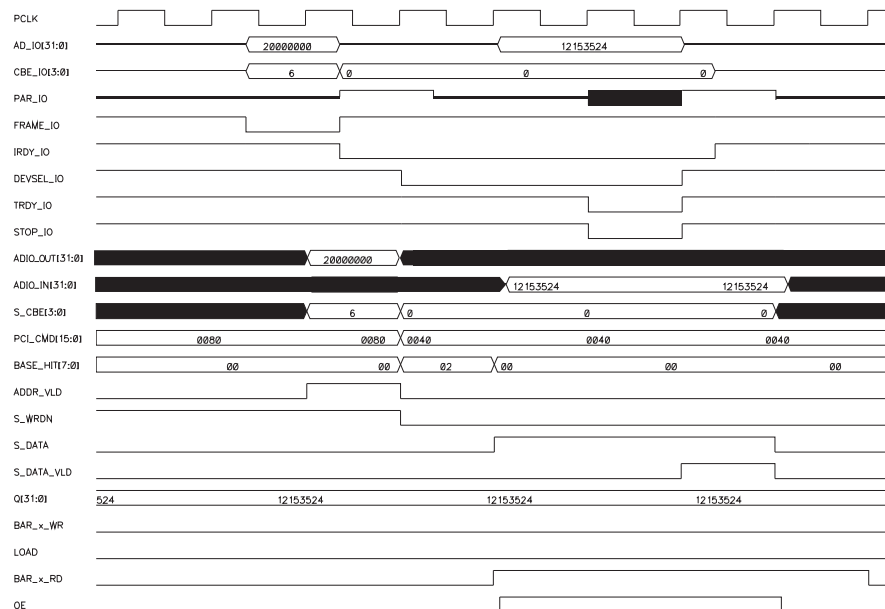 PCLK
AD_IO[31:0] 20000000 12153524
CBE_IO[3:0] 6 0 0 0
PAR_IO
FRAME_IO
IRDY_IO
DEVSEL_IO
TRDY_IO
STOP_IO
ADIO_OUT[31:0] 20000000
ADIO_IN[31:0] 12153524 12153524
S_CBE[3:0] 6 0 0 0
PCI_CMD[15:0] 0080 0080 0040 0040 0040
BASE_HIT[7:0] 00 00 02 00 00 00
ADDR_VLD
S_WRDN
S_DATA
S_DATA_VLD
Q[31:0] 524 12153524 12153524 12153524
BAR_x_WR
LOAD
BAR_x_RD
OE